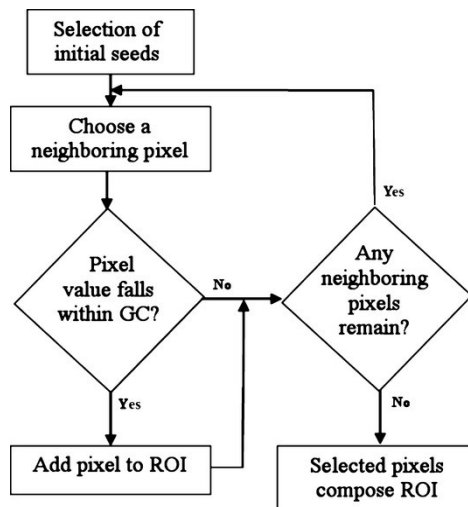 Selection of
initial seeds
Choose a
neighboring pixel
Pixel
value falls
within GC?
No
Yes
Add pixel to ROI
Yes
Any
neighboring
pixels
remain?
No
Selected pixels
compose ROI